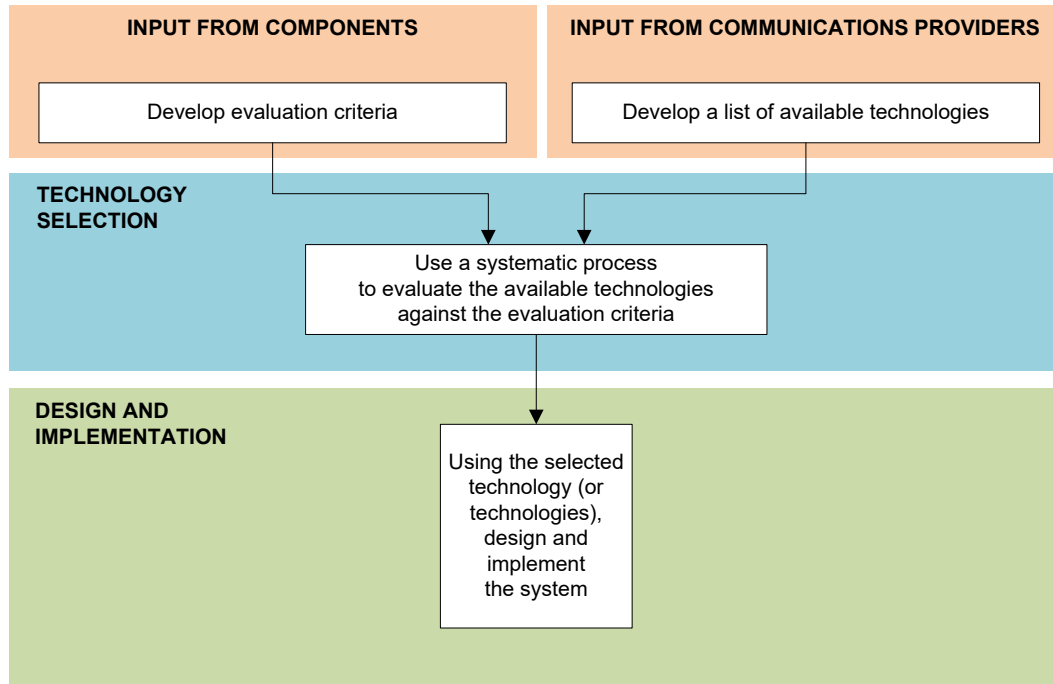 INPUT FROM COMPONENTS
Develop evaluation criteria
INPUT FROM COMMUNICATIONS PROVIDERS
Develop a list of available technologies
TECHNOLOGY
SELECTION
Use a systematic process
to evaluate the available technologies
against the evaluation criteria
DESIGN AND
IMPLEMENTATION
Using the selected
technology (or
technologies),
design and
implement
the system